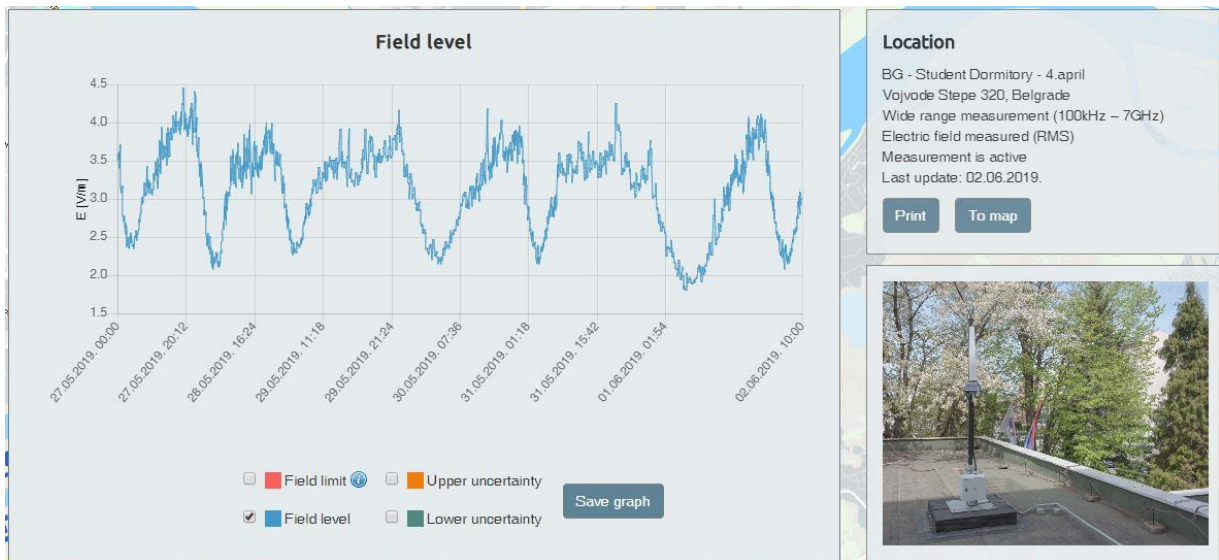 Field level
4.5
4.0
3.5
3.0
2.5
2.0
1.5
E [V/m]
27.05.2019. 00:00
27.05.2019. 20:12
28.05.2019. 16:24
29.05.2019. 11:18
29.05.2019. 21:24
30.05.2019. 07:36
31.05.2019. 01:18
31.05.2019. 15:42
01.06.2019. 01:54
02.06.2019. 10:00
Field limit
Upper uncertainty
Field level
Lower uncertainty
Save graph
Location
BG - Student Dormitory - 4.april
Vojvode Stepe 320, Belgrade
Wide range measurement (100kHz – 7GHz)
Electric field measured (RMS)
Measurement is active
Last update: 02.06.2019.
Print
To map